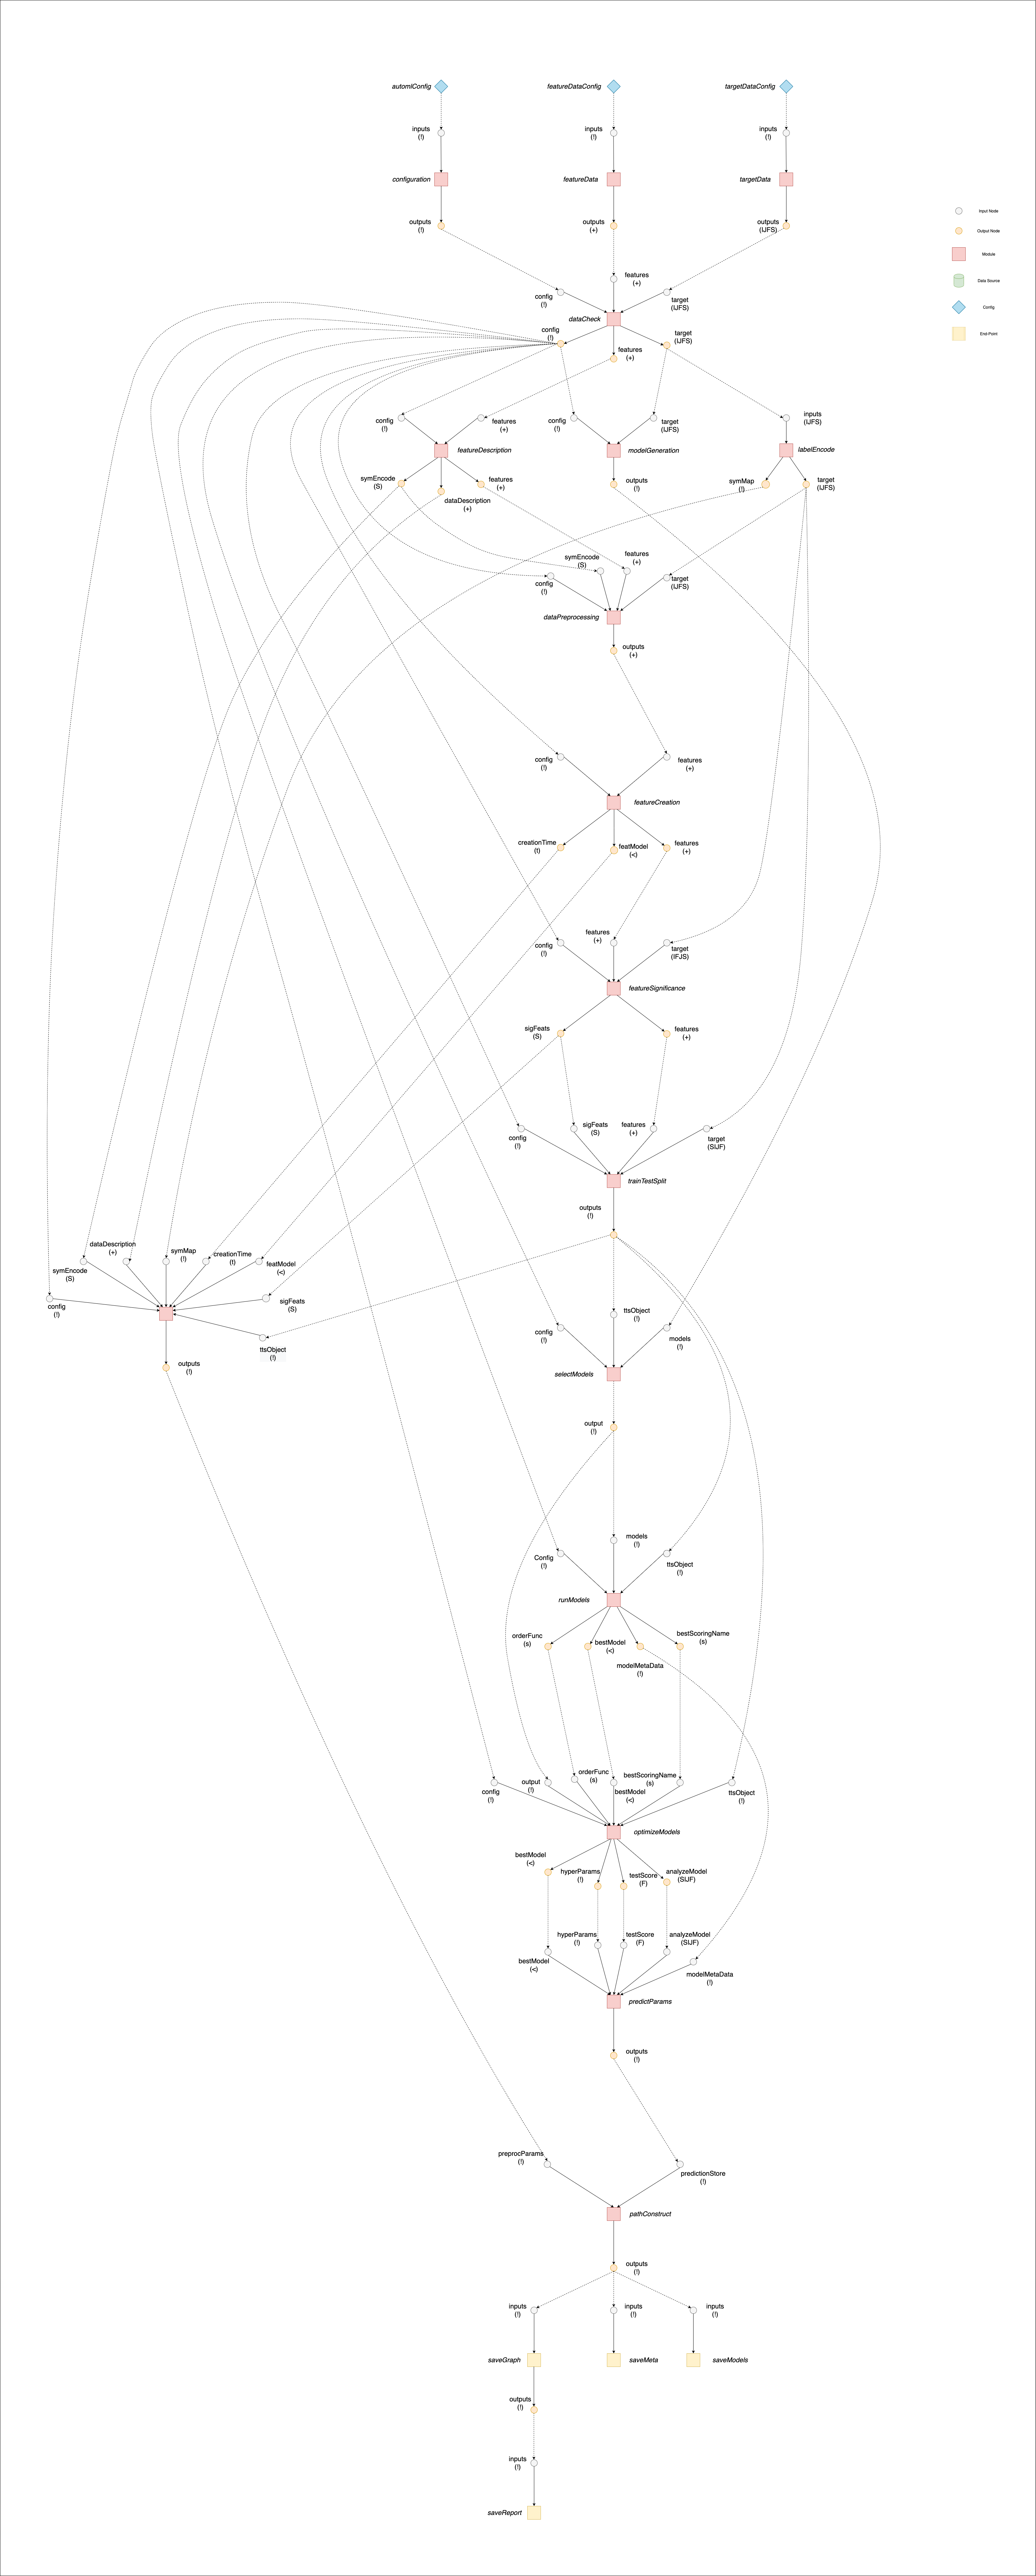 automlConfig
featureDataConfig
targetDataConfig
inputs
(!)
inputs
(!)
inputs
(!)
configuration
featureData
targetData
outputs
(!)
outputs
(+)
outputs
(IJFS)
Input Node
Output Node
Module
Data Source
Config
End-Point
features
(+)
config
(!)
target
(IJFS)
dataCheck
config
(!)
target
(IJFS)
features
(+)
config
(!)
features
(+)
config
(!)
target
(IJFS)
inputs
(IJFS)
featureDescription
modelGeneration
labelEncode
symEncode
(S)
dataDescription
(+)
features
(+)
outputs
(!)
symMap
(!)
target
(IJFS)
symEncode
(S)
features
(+)
config
(!)
target
(IJFS)
dataPreprocessing
outputs
(+)
config
(!)
features
(+)
featureCreation
creationTime
(t)
featModel
(<)
features
(+)
features
(+)
config
(!)
target
(IFJS)
featureSignificance
sigFeats
(S)
features
(+)
config
(!)
sigFeats
(S)
features
(+)
target
(SIJF)
trainTestSplit
outputs
(!)
dataDescription
(+)
symMap
(!)
creationTime
(t)
symEncode
(S)
featModel
(<)
config
(!)
sigFeats
(S)
ttsObject
(!)
outputs
(!)
ttsObject
(!)
config
(!)
models
(!)
selectModels
output
(!)
models
(!)
Config
(!)
ttsObject
(!)
runModels
orderFunc
(s)
bestModel
(<)
modelMetaData
(!)
bestScoringName
(s)
config
(!)
output
(!)
orderFunc
(s)
bestModel
(<)
bestScoringName
(s)
ttsObject
(!)
optimizeModels
bestModel
(<)
hyperParams
(!)
testScore
(F)
analyzeModel
(SIJF)
hyperParams
(!)
testScore
(F)
analyzeModel
(SIJF)
bestModel
(<)
modelMetaData
(!)
predictParams
outputs
(!)
preprocParams
(!)
predictionStore
(!)
pathConstruct
outputs
(!)
inputs
(!)
inputs
(!)
inputs
(!)
saveGraph
saveMeta
saveModels
outputs
(!)
inputs
(!)
saveReport